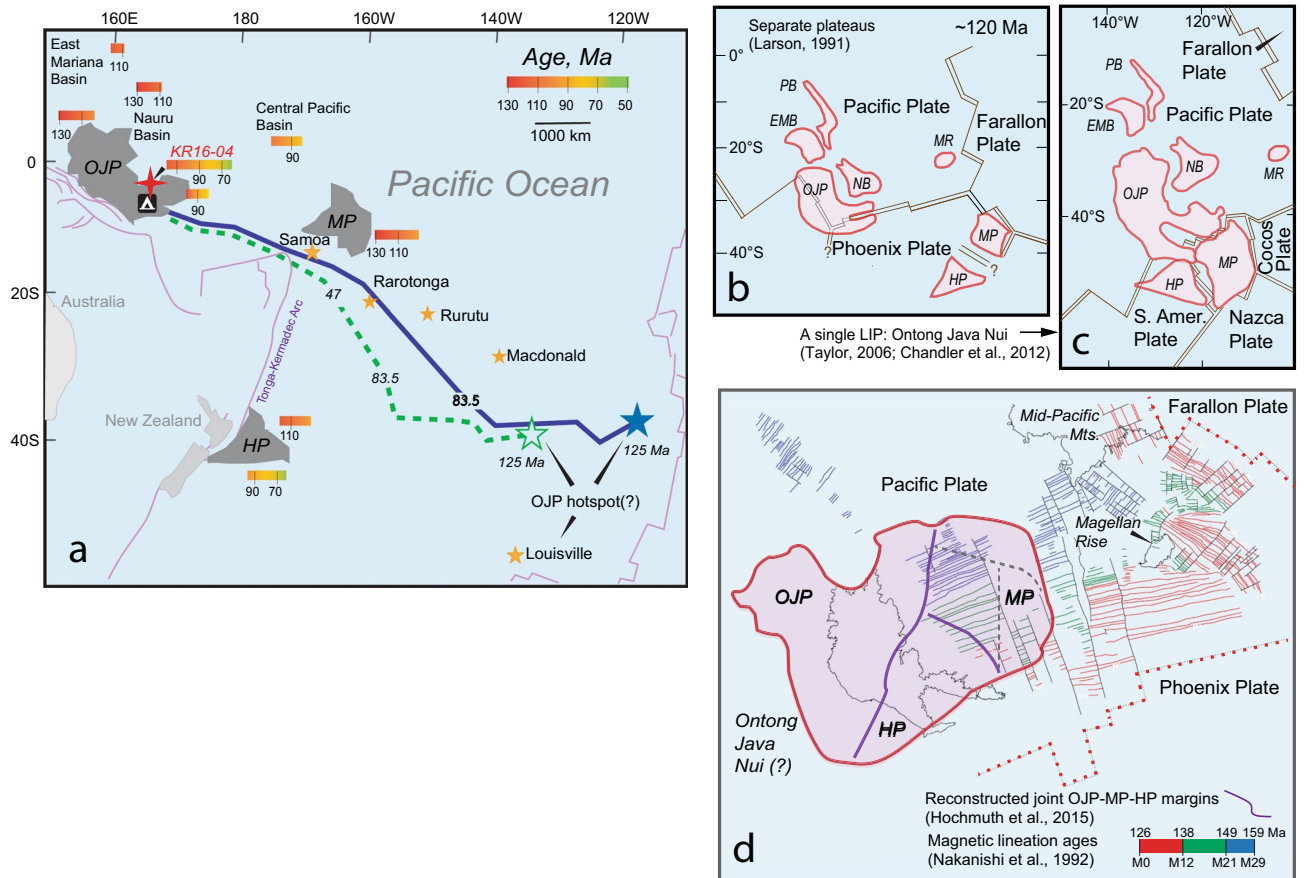 160E 180 160W 140W 120W
0
20S
40S
East
Mariana
Basin
110
130 110
Nauru
Basin
130
Central Pacific
Basin
90
Age, Ma
130 110 90 70 50
1000 km
OJP
KR16-04
90 70
90
Pacific Ocean
MP
130 110
Samoa
Rarotonga
47
Rurutu
Macdonald
Australia
Tonga-Kermadec Arc
83.5
83.5
New Zealand
110
HP
90 70
125 Ma
125 Ma
OJP hotspot(?)
Louisville
a
Separate plateaus
(Larson, 1991)
~120 Ma
0°
20°S
40°S
PB
EMB
Pacific Plate
Farallon
Plate
MR
OJP
NB
?
Phoenix Plate
MP
?
HP
b
140°W 120°W
20°S
40°S
Farallon
Plate
PB
Pacific Plate
EMB
NB
MR
OJP
MP
HP
Cocos
Plate
S. Amer.
Plate
Nazca
Plate
c
A single LIP: Ontong Java Nui
(Taylor, 2006; Chandler et al., 2012)
Mid-Pacific
Mts.
Farallon Plate
Pacific Plate
Magellan
Rise
OJP
MP
Phoenix Plate
HP
Ontong
Java
Nui (?)
Reconstructed joint OJP-MP-HP margins
(Hochmuth et al., 2015)
Magnetic lineation ages
(Nakanishi et al., 1992)
126 138 149 159 Ma
M0 M12 M21 M29
d